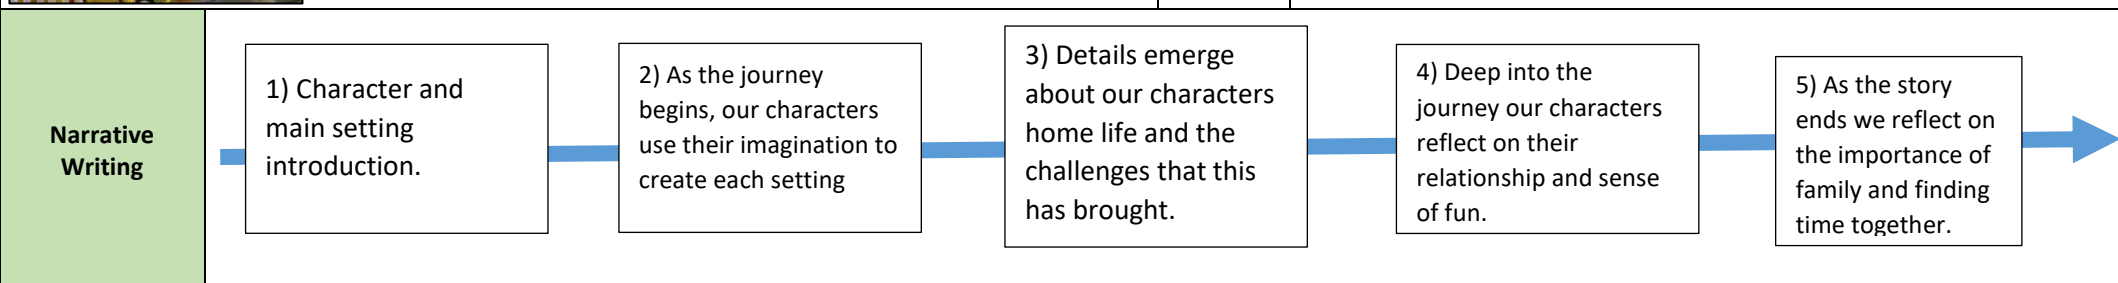 Narrative
Writing
1) Character and
main setting
introduction.
2) As the journey
begins, our characters
use their imagination to
create each setting
3) Details emerge
about our characters
home life and the
challenges that this
has brought.
4) Deep into the
journey our characters
reflect on their
relationship and sense
of fun.
5) As the story
ends we reflect on
the importance of
family and finding
time together.